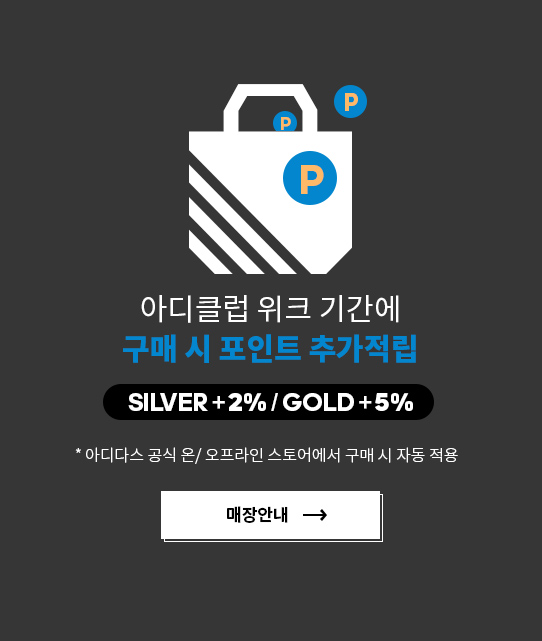 P
P
P
아디클럽 위크 기간에
구매 시 포인트 추가적립
SILVER + 2% / GOLD + 5%
* 아디다스 공식 온/ 오프라인 스토어에서 구매 시 자동 적용
매장안내 →